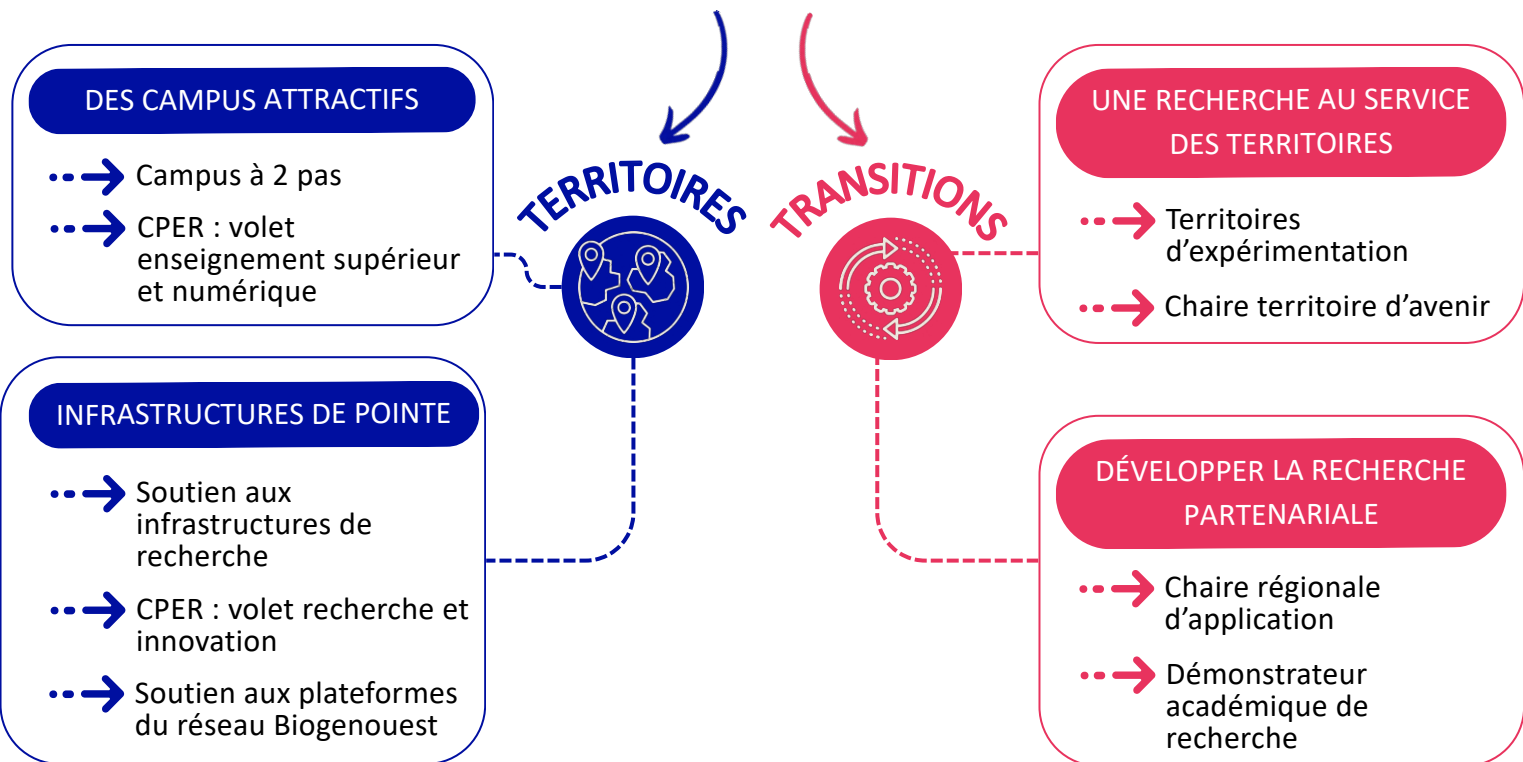 DES CAMPUS ATTRACTIFS
Campus à 2 pas
CPER : volet
enseignement supérieur
et numérique
INFRASTRUCTURES DE POINTE
Soutien aux
infrastructures de
recherche
CPER : volet recherche et
innovation
Soutien aux plateformes
du réseau Biogenouest
TERRITOIRES
TRANSITIONS
UNE RECHERCHE AU SERVICE
DES TERRITOIRES
Territoires
d’expérimentation
Chaire territoire d’avenir
DÉVELOPPER LA RECHERCHE
PARTENARIALE
Chaire régionale
d’application
Démonstrateur
académique de
recherche